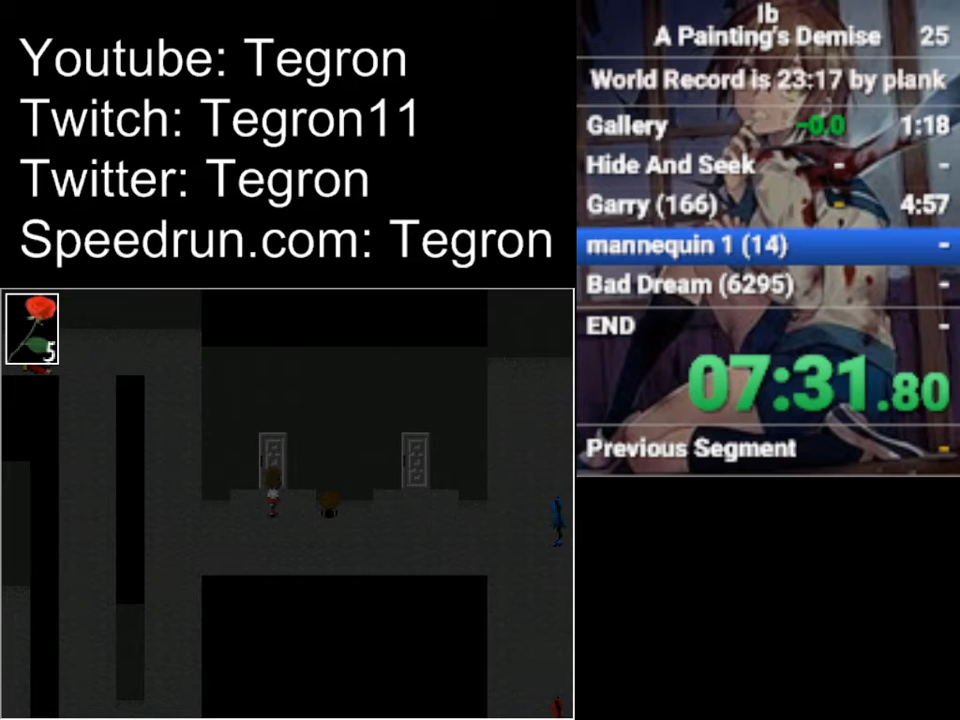 Youtube: Tegron
Twitch: Tegron11
Twitter: Tegron
Speedrun.com: Tegron
5
Ib
A Painting's Demise 25
World Record is 23:17 by plank
Gallery -0.0 1:18
Hide And Seek - -
Garry (166) - 4:57
mannequin 1 (14) -
Bad Dream (6295) -
END -
07:31.80
Previous Segment -